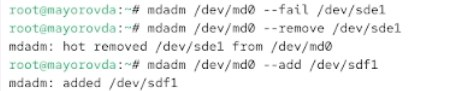 root@mayorovda:~# mdadm /dev/md0 --fail /dev/sde1
root@mayorovda:~# mdadm /dev/md0 --remove /dev/sde1
mdadm: hot removed /dev/sde1 from /dev/md0
root@mayorovda:~# mdadm /dev/md0 --add /dev/sdf1
mdadm: added /dev/sdf1